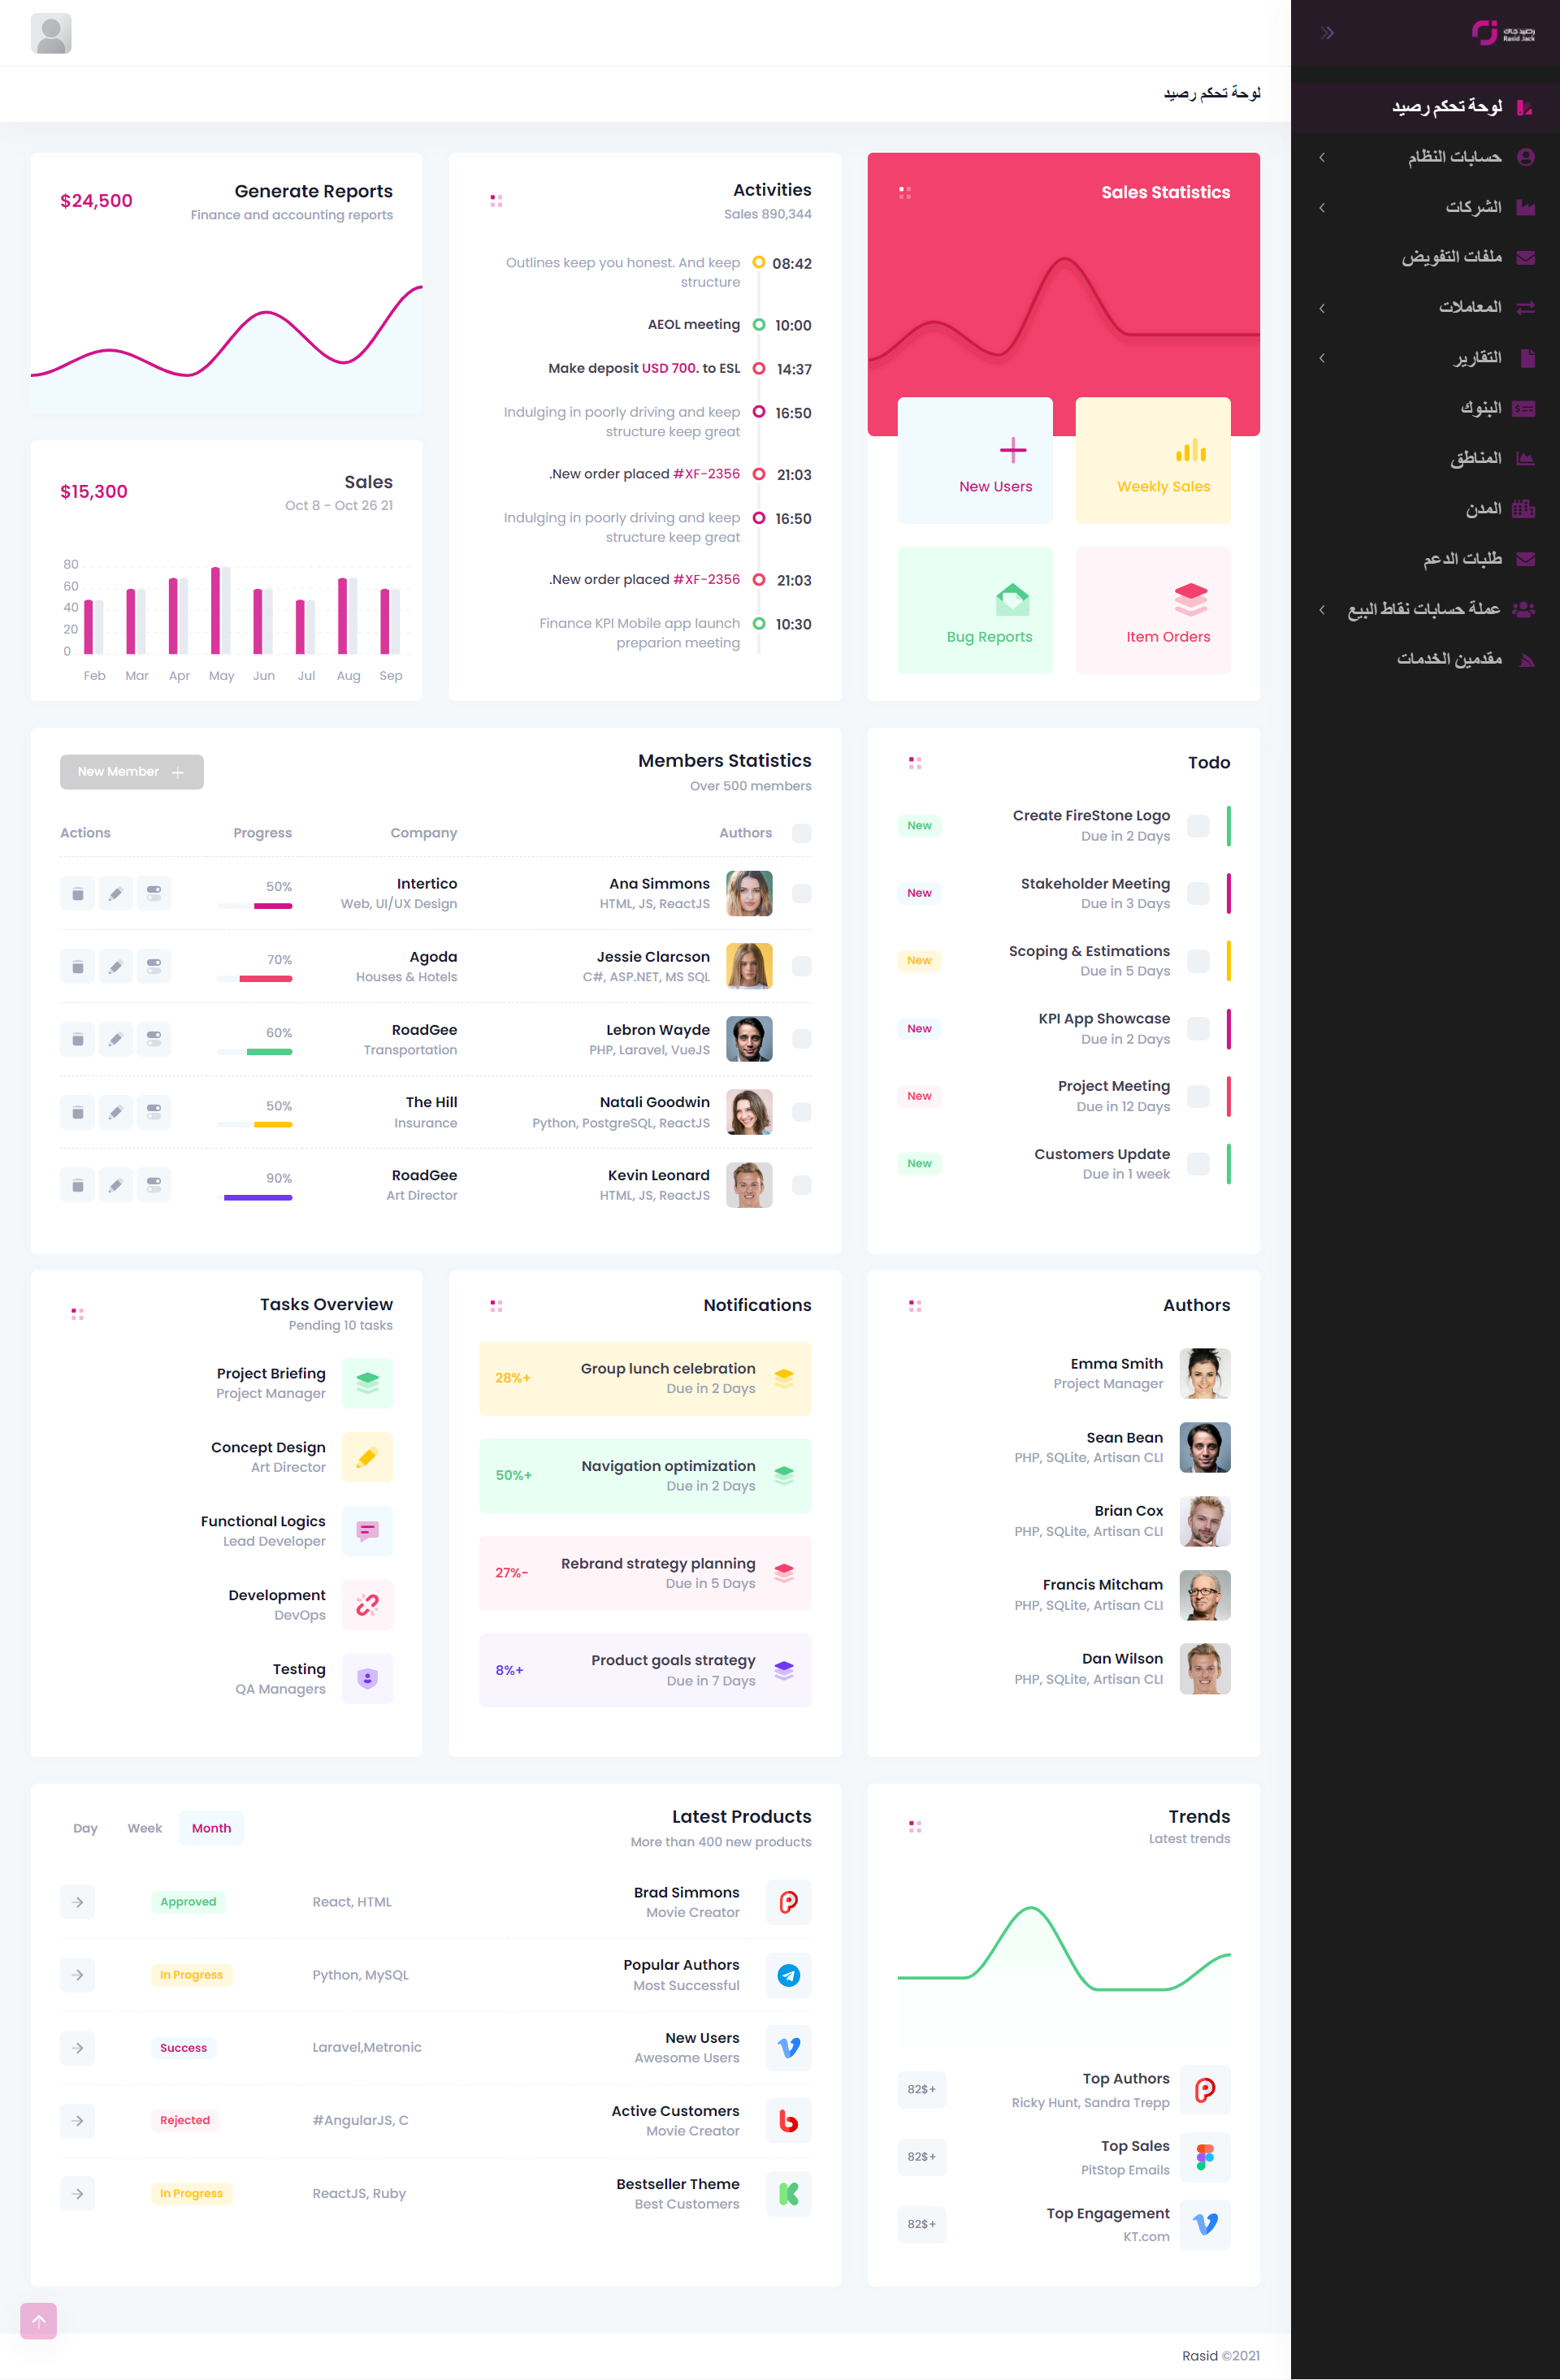 رصيد جاك
Rasid Jack
لوحة تحكم رصيد
حسابات النظام
الشركات
ملفات التفويض
المعاملات
التقارير
البنوك
المناطق
المدن
طلبات الدعم
عملة حسابات نقاط البيع
مقدمين الخدمات
لوحة تحكم رصيد
Sales Statistics
Weekly Sales
New Users
Item Orders
Bug Reports
Activities
Sales 890,344
08:42
Outlines keep you honest. And keep
structure
10:00
AEOL meeting
14:37
Make deposit USD 700. to ESL
16:50
Indulging in poorly driving and keep
structure keep great
21:03
.New order placed #XF-2356
16:50
Indulging in poorly driving and keep
structure keep great
21:03
.New order placed #XF-2356
10:30
Finance KPI Mobile app launch
preparion meeting
Generate Reports
Finance and accounting reports
$24,500
Sales
Oct 8 - Oct 26 21
$15,300
80
60
40
20
0
Feb Mar Apr May Jun Jul Aug Sep
Todo
Create FireStone Logo
Due in 2 Days
New
Stakeholder Meeting
Due in 3 Days
New
Scoping & Estimations
Due in 5 Days
New
KPI App Showcase
Due in 2 Days
New
Project Meeting
Due in 12 Days
New
Customers Update
Due in 1 week
New
Members Statistics
Over 500 members
New Member
Authors Company Progress Actions
Ana Simmons
HTML, JS, ReactJS
Intertico
Web, UI/UX Design
50%
Jessie Clarcson
C#, ASP.NET, MS SQL
Agoda
Houses & Hotels
70%
Lebron Wayde
PHP, Laravel, VueJS
RoadGee
Transportation
60%
Natali Goodwin
Python, PostgreSQL, ReactJS
The Hill
Insurance
50%
Kevin Leonard
HTML, JS, ReactJS
RoadGee
Art Director
90%
Authors
Emma Smith
Project Manager
Sean Bean
PHP, SQLite, Artisan CLI
Brian Cox
PHP, SQLite, Artisan CLI
Francis Mitcham
PHP, SQLite, Artisan CLI
Dan Wilson
PHP, SQLite, Artisan CLI
Notifications
Group lunch celebration
Due in 2 Days
28%+
Navigation optimization
Due in 2 Days
50%+
Rebrand strategy planning
Due in 5 Days
27%-
Product goals strategy
Due in 7 Days
8%+
Tasks Overview
Pending 10 tasks
Project Briefing
Project Manager
Concept Design
Art Director
Functional Logics
Lead Developer
Development
DevOps
Testing
QA Managers
Trends
Latest trends
Top Authors
Ricky Hunt, Sandra Trepp
82$+
Top Sales
PitStop Emails
82$+
Top Engagement
KT.com
82$+
Latest Products
More than 400 new products
Month Week Day
Brad Simmons
Movie Creator
React, HTML
Approved
Popular Authors
Most Successful
Python, MySQL
In Progress
New Users
Awesome Users
Laravel,Metronic
Success
Active Customers
Movie Creator
#AngularJS, C
Rejected
Bestseller Theme
Best Customers
ReactJS, Ruby
In Progress
Rasid ©2021